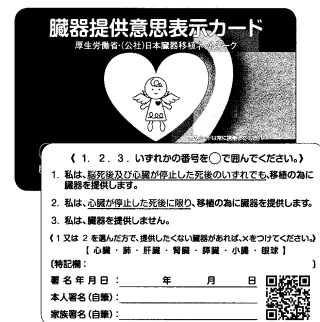 臓器提供意思表示カード
厚生労働省・(公社)日本臓器移植ネットワーク
《 1. 2. 3. いずれかの番号を◯で囲んでください。》
1. 私は、脳死後及び心臓が停止した死後のいずれでも、移植の為に
臓器を提供します。
2. 私は、心臓が停止した死後に限り、移植の為に臓器を提供します。
3. 私は、臓器を提供しません。
《1又は 2 を選んだ方で、提供したくない臓器があれば、×をつけてください。》
【 心臓 ・ 肺 ・ 肝臓 ・ 腎臓 ・ 膵臓 ・ 小腸 ・ 眼球 】
〔特記欄： 〕
署名年月日： 年 月 日
本人署名(自筆)：
家族署名(自筆)：